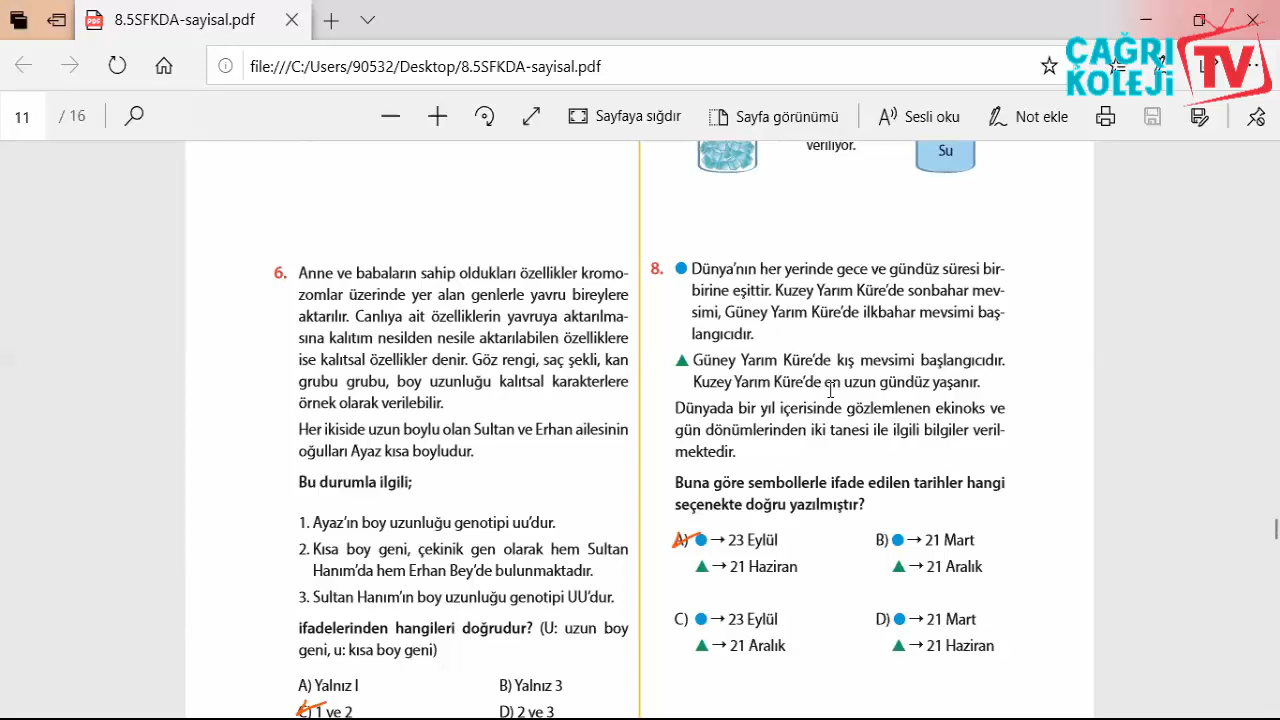 8.5SFKDA-sayisal.pdf
PDF
file:///C:/Users/90532/Desktop/8.5SFKDA-sayisal.pdf
ÇAĞRI
KOLEJİ
TV
11 / 16
Sayfaya sığdır
Sayfa görünümü
Sesli oku
Not ekle
veriliyor.
Su
6. Anne ve babaların sahip oldukları özellikler kromo-
zomlar üzerinde yer alan genlerle yavru bireylere
aktarılır. Canlıya ait özelliklerin yavruya aktarılma-
sına kalıtım nesilden nesile aktarılabilen özelliklere
ise kalıtsal özellikler denir. Göz rengi, saç şekli, kan
grubu grubu, boy uzunluğu kalıtsal karakterlere
örnek olarak verilebilir.
Her ikiside uzun boylu olan Sultan ve Erhan ailesinin
oğulları Ayaz kısa boyludur.
Bu durumla ilgili;
1. Ayaz'ın boy uzunluğu genotipi uu'dur.
2. Kısa boy geni, çekinik gen olarak hem Sultan
Hanım'da hem Erhan Bey'de bulunmaktadır.
3. Sultan Hanım'ın boy uzunluğu genotipi UU'dur.
ifadelerinden hangileri doğrudur? (U: uzun boy
geni, u: kısa boy geni)
A) Yalnız I
B) Yalnız 3
C) 1 ve 2
D) 2 ve 3
8. Dünya'nın her yerinde gece ve gündüz süresi bir-
birine eşittir. Kuzey Yarım Küre'de sonbahar mev-
simi, Güney Yarım Küre'de ilkbahar mevsimi baş-
langıcıdır.
Güney Yarım Küre'de kış mevsimi başlangıcıdır.
Kuzey Yarım Küre'de en uzun gündüz yaşanır.
Dünyada bir yıl içerisinde gözlemlenen ekinoks ve
gün dönümlerinden iki tanesi ile ilgili bilgiler veril-
mektedir.
Buna göre sembollerle ifade edilen tarihler hangi
seçenekte doğru yazılmıştır?
A) ● → 23 Eylül
▲ → 21 Haziran
B) ● → 21 Mart
▲ → 21 Aralık
C) ● → 23 Eylül
▲ → 21 Aralık
D) ● → 21 Mart
▲ → 21 Haziran